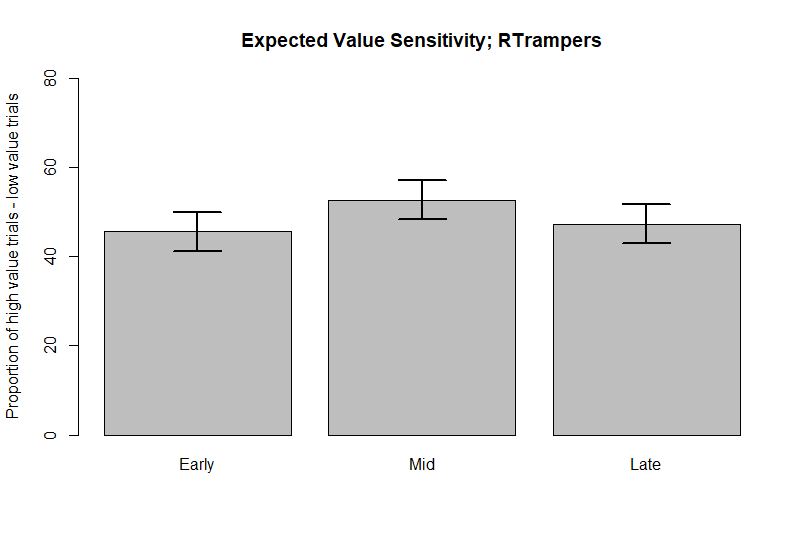 Expected Value Sensitivity; RTrampers
Proportion of high value trials - low value trials
80
60
40
20
0
Early Mid Late